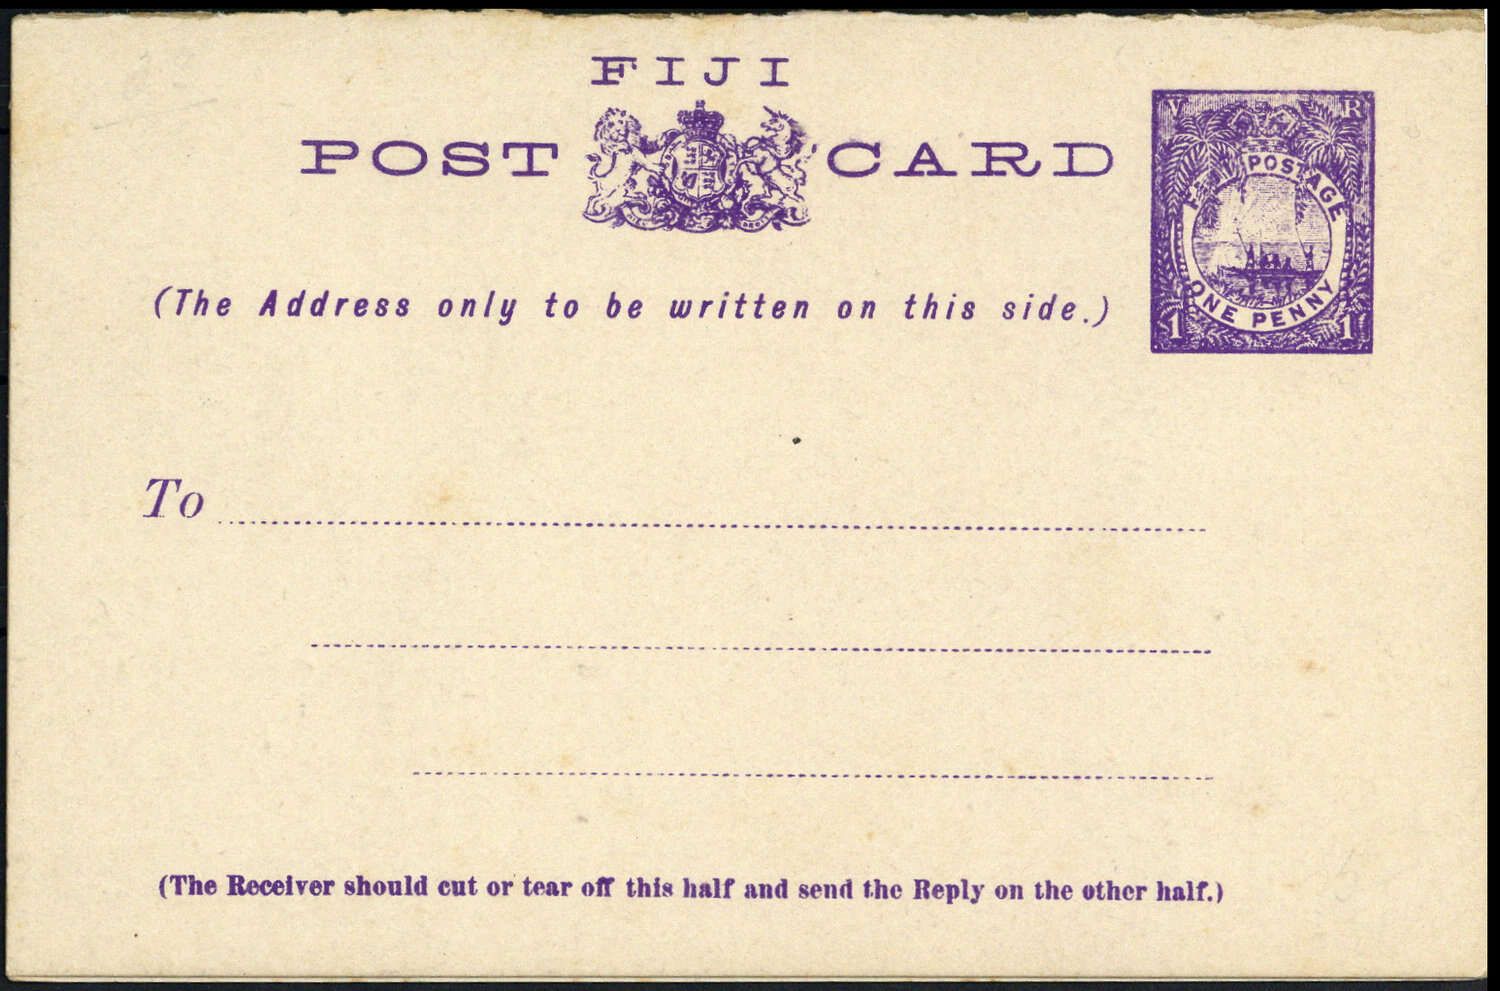 FIJI
POST CARD
V R
FIJI POSTAGE
ONE PENNY
1 1
(The Address only to be written on this side.)
To
(The Receiver should cut or tear off this half and send the Reply on the other half.)